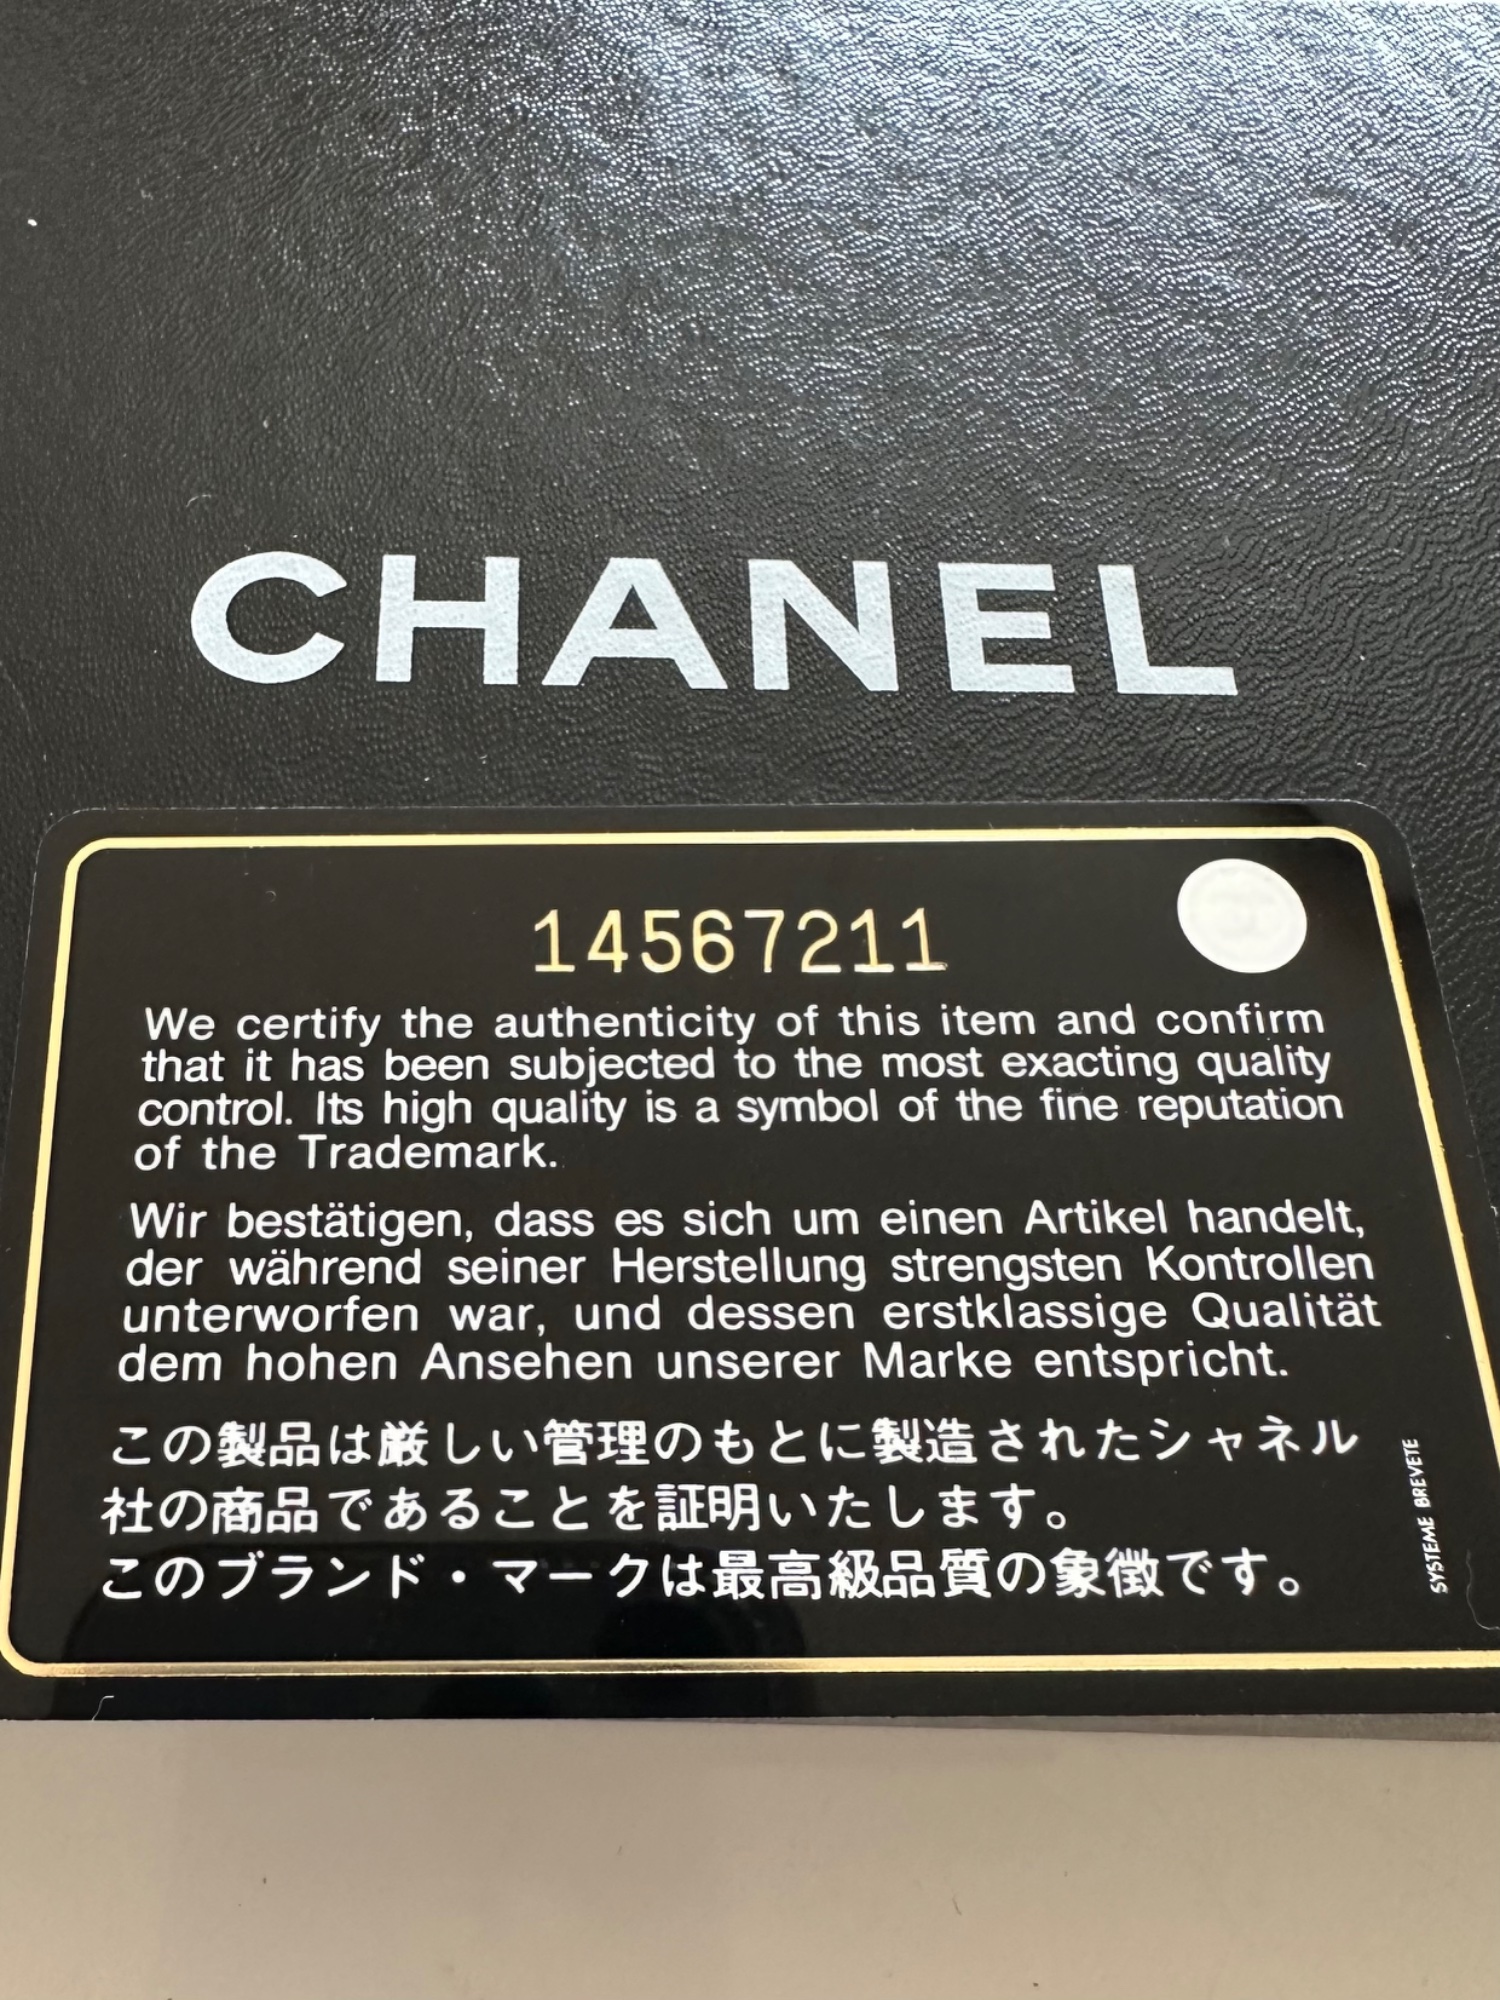 CHANEL
14567211
We certify the authenticity of this item and confirm
that it has been subjected to the most exacting quality
control. Its high quality is a symbol of the fine reputation
of the Trademark.
Wir bestätigen, dass es sich um einen Artikel handelt,
der während seiner Herstellung strengsten Kontrollen
unterworfen war, und dessen erstklassige Qualität
dem hohen Ansehen unserer Marke entspricht.
この製品は厳しい管理のもとに製造されたシャネル
社の商品であることを証明いたします。
このブランド・マークは最高級品質の象徴です。
SYSTEME BREVETE